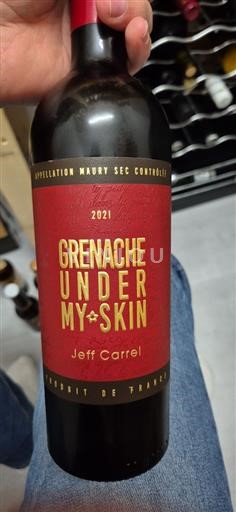 APPELLATION MAURY SEC CONTRÔLÉE
2021
GRENACHE
UNDER
MY SKIN
Jeff Carrel
PRODUIT DE FRANCE